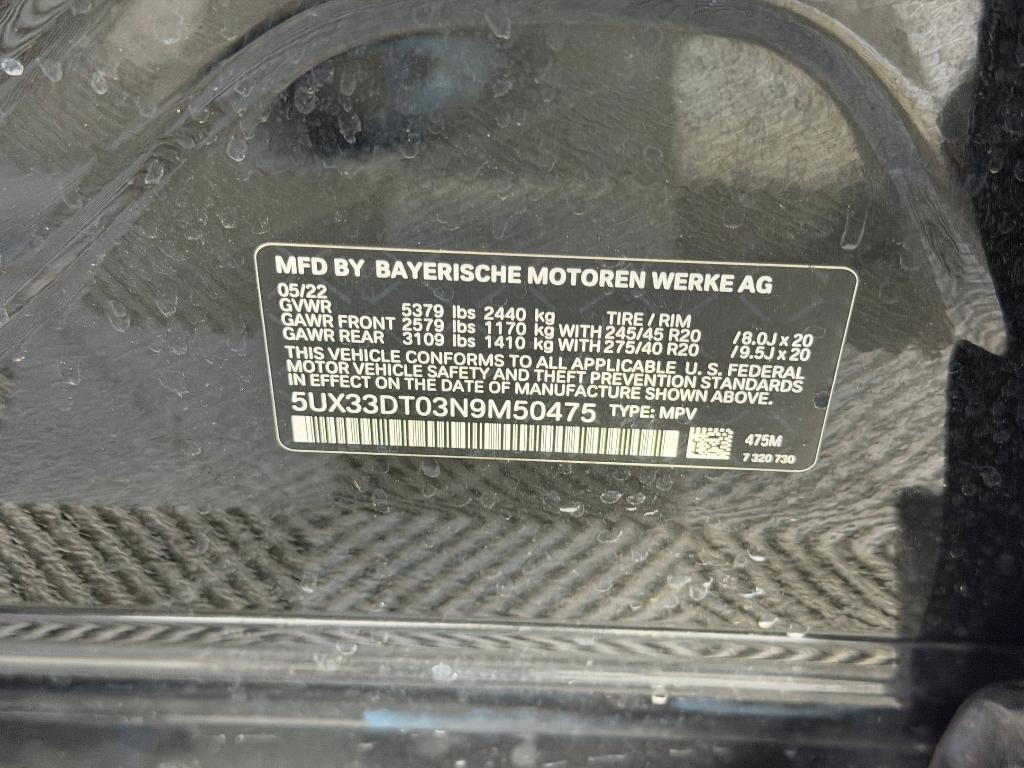 MFD BY BAYERISCHE MOTOREN WERKE AG
05/22
GVWR 5379 lbs 2440 kg TIRE / RIM
GAWR FRONT 2579 lbs 1170 kg WITH 245/45 R20 /8.0J x 20
GAWR REAR 3109 lbs 1410 kg WITH 275/40 R20 /9.5J x 20
THIS VEHICLE CONFORMS TO ALL APPLICABLE U. S. FEDERAL
MOTOR VEHICLE SAFETY AND THEFT PREVENTION STANDARDS
IN EFFECT ON THE DATE OF MANUFACTURE SHOWN ABOVE.
5UX33DT03N9M50475 TYPE: MPV
475M
7 320 730